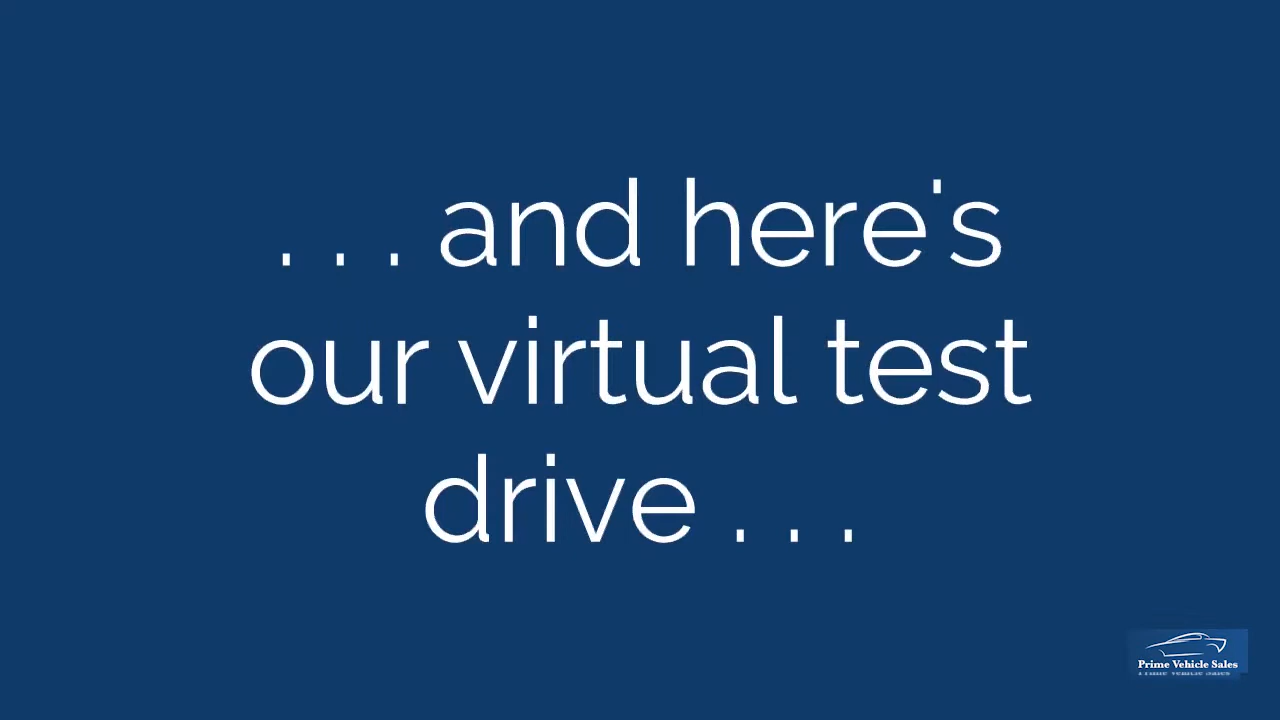 . . . and here's
our virtual test
drive . . .
Prime Vehicle Sales